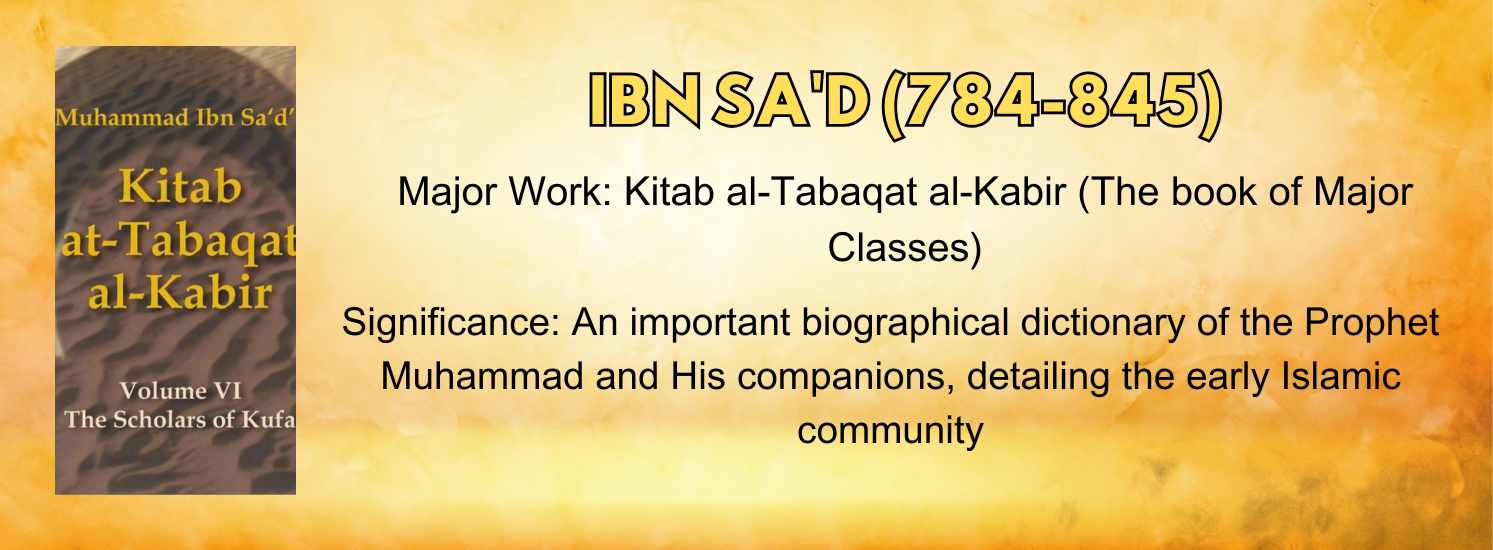 Muhammad Ibn Sa‘d’
Kitab
at-Tabaqat
al-Kabir
Volume VI
The Scholars of Kufa
IBN SA'D (784-845)
Major Work: Kitab al-Tabaqat al-Kabir (The book of Major
Classes)
Significance: An important biographical dictionary of the Prophet
Muhammad and His companions, detailing the early Islamic
community